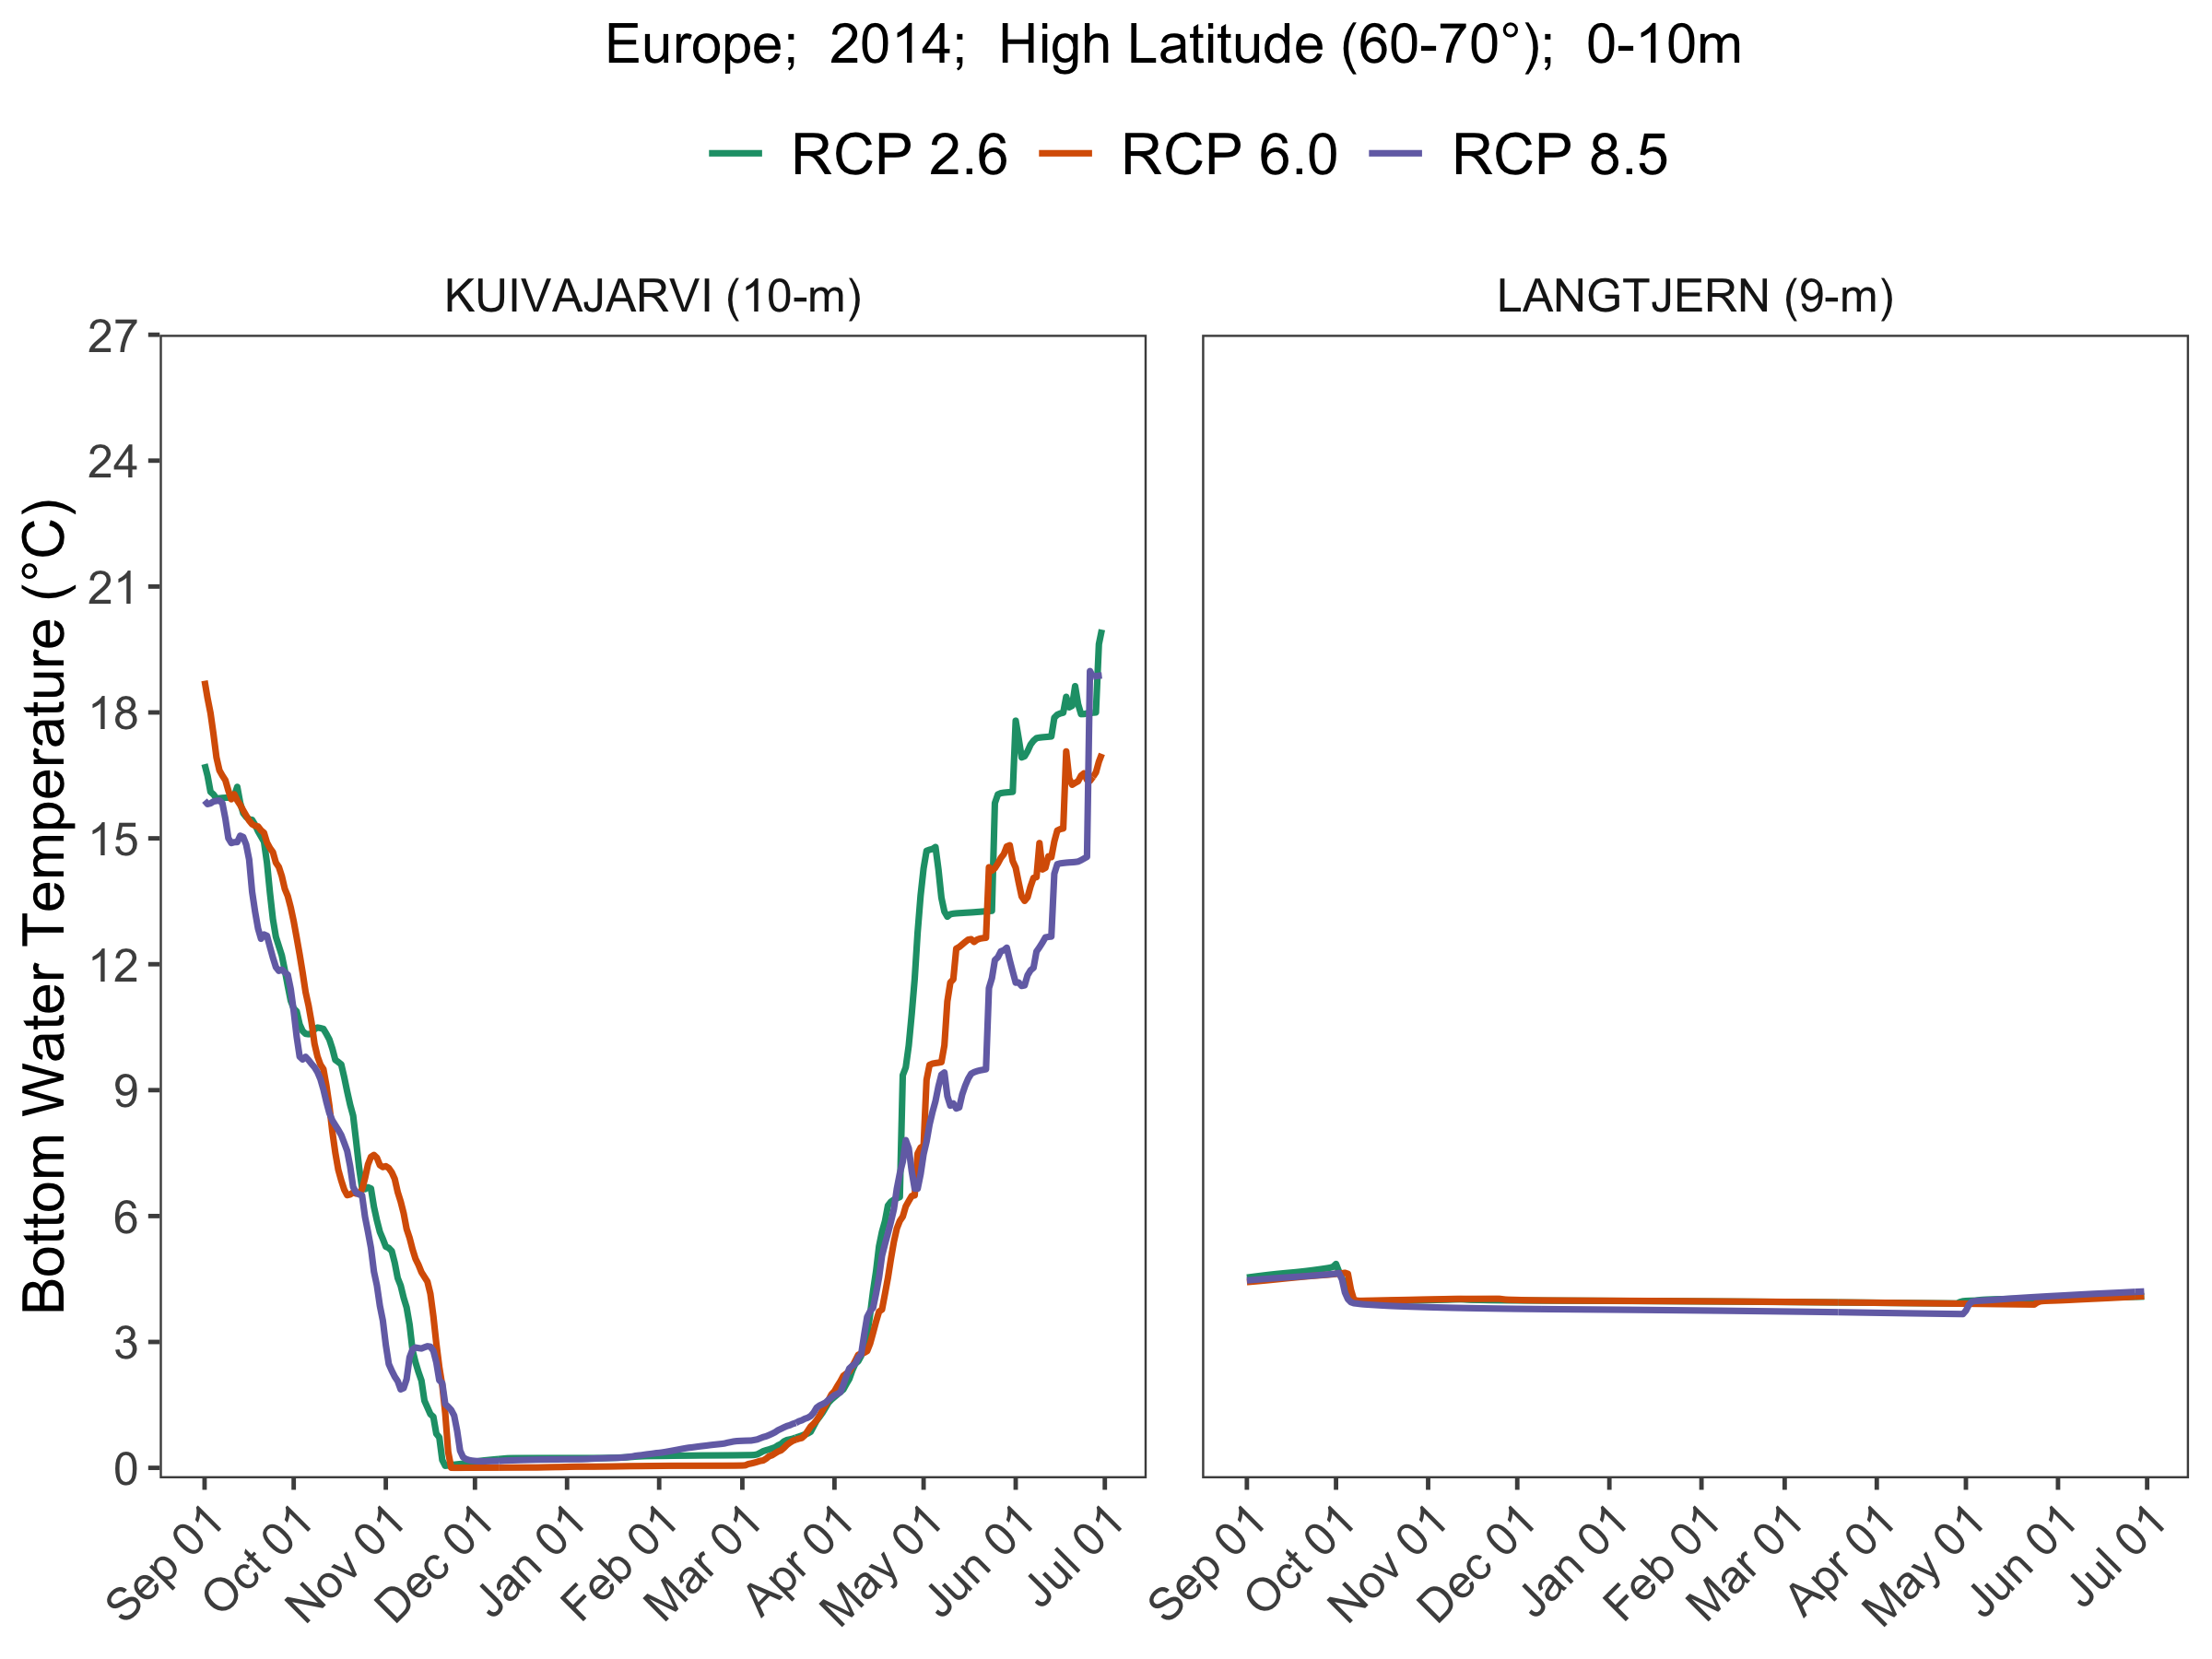 Europe; 2014; High Latitude (60-70°); 0-10m
RCP 2.6 RCP 6.0 RCP 8.5
KUIVAJARVI (10-m) LANGTJERN (9-m)
Bottom Water Temperature (°C)
27
24
21
18
15
12
9
6
3
0
Sep 01 Oct 01 Nov 01 Dec 01 Jan 01 Feb 01 Mar 01 Apr 01 May 01 Jun 01 Jul 01
Sep 01 Oct 01 Nov 01 Dec 01 Jan 01 Feb 01 Mar 01 Apr 01 May 01 Jun 01 Jul 01